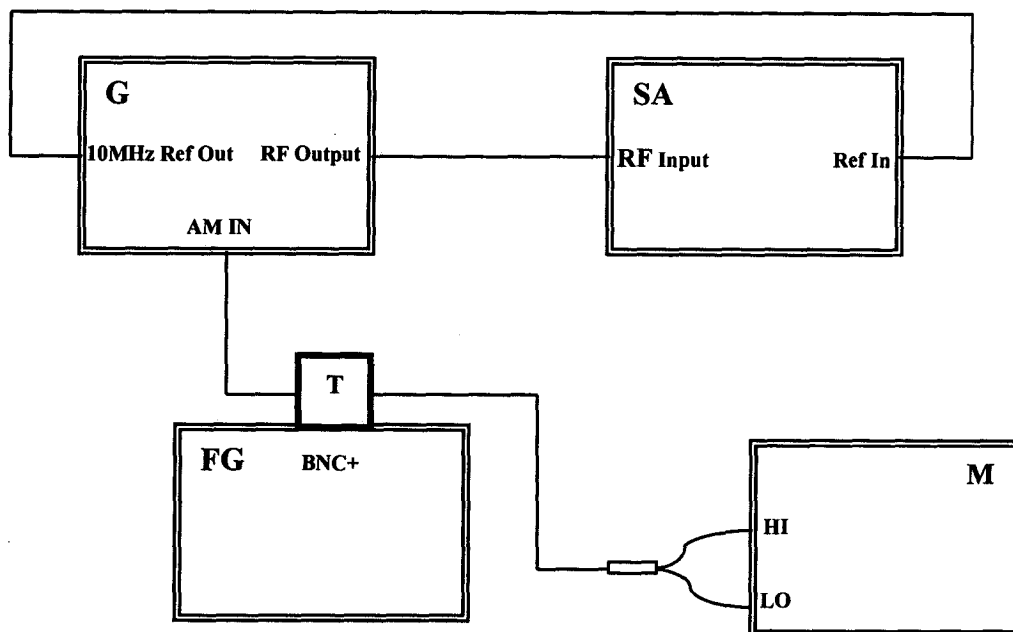 G
SA
10MHz Ref Out
RF Output
RF Input
Ref In
AM IN
T
FG
BNC+
M
HI
LO